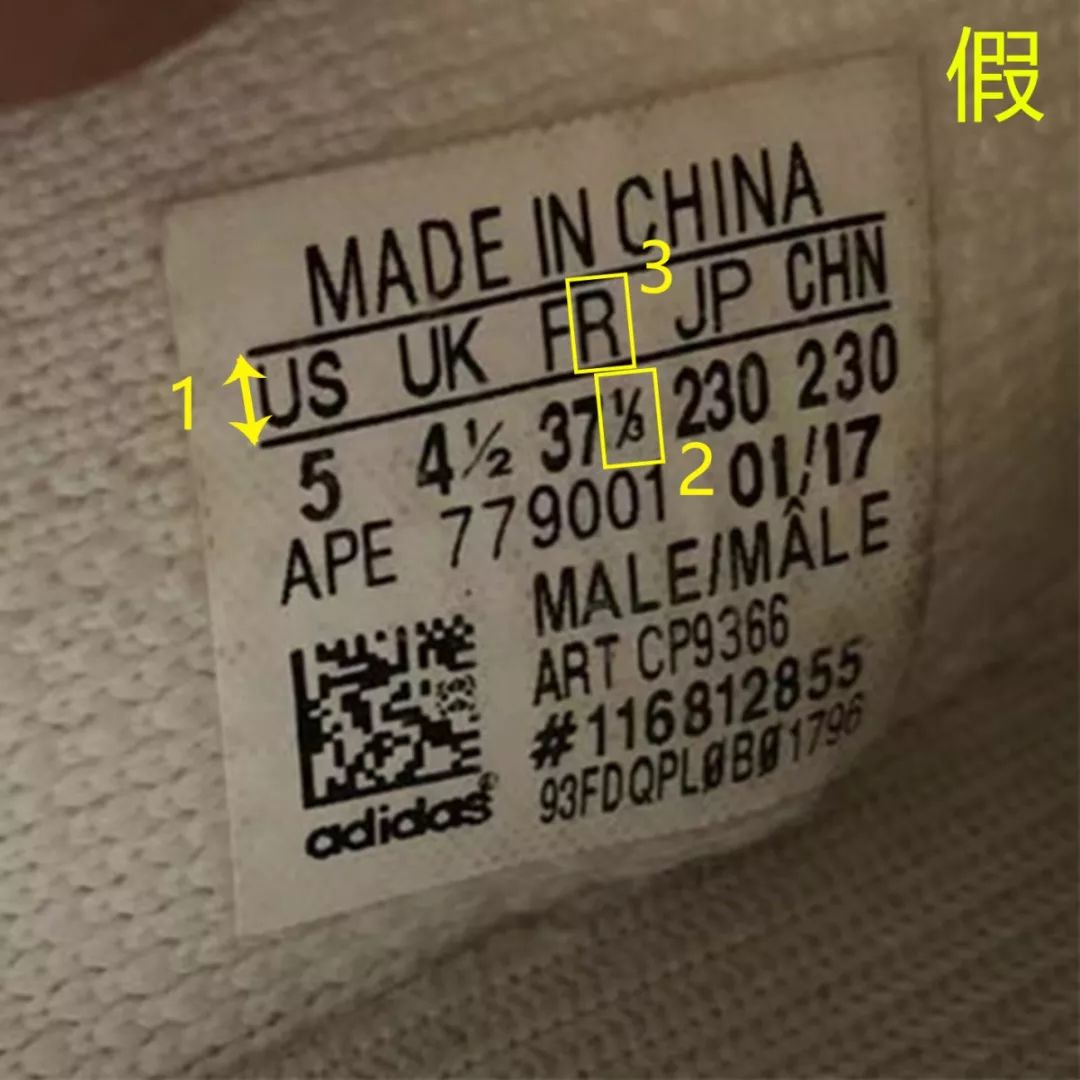 假
MADE IN CHINA
3
US UK FR JP CHN
1
5 4½ 37⅓ 230 230
2
APE 779001 01/17
MALE/MÂLE
ART CP9366
#116812855
93FDQPL0B01796
adidas®